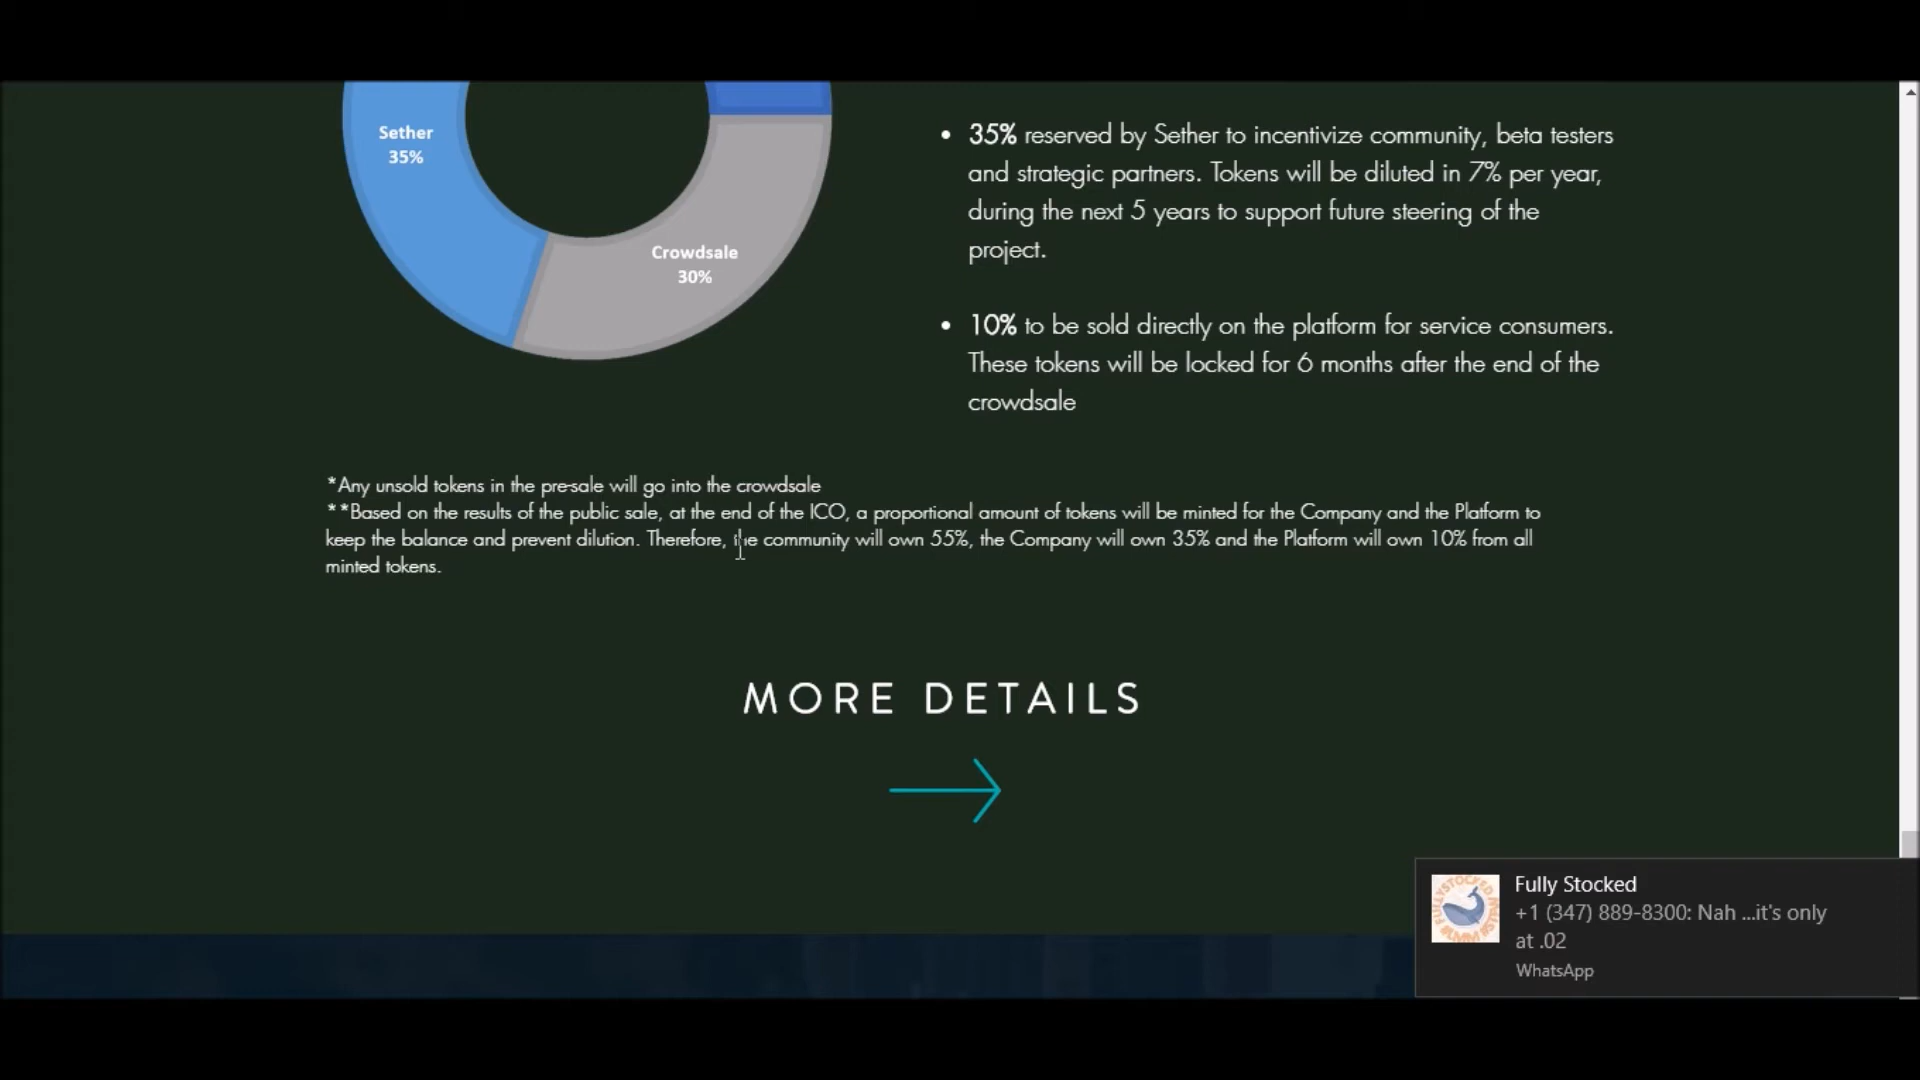 Sether
35%
Crowdsale
30%
• 35% reserved by Sether to incentivize community, beta testers
and strategic partners. Tokens will be diluted in 7% per year,
during the next 5 years to support future steering of the
project.
• 10% to be sold directly on the platform for service consumers.
These tokens will be locked for 6 months after the end of the
crowdsale
*Any unsold tokens in the pre-sale will go into the crowdsale
**Based on the results of the public sale, at the end of the ICO, a proportional amount of tokens will be minted for the Company and the Platform to
keep the balance and prevent dilution. Therefore, the community will own 55%, the Company will own 35% and the Platform will own 10% from all
minted tokens.
MORE DETAILS
Fully Stocked
+1 (347) 889-8300: Nah ...it's only
at .02
WhatsApp